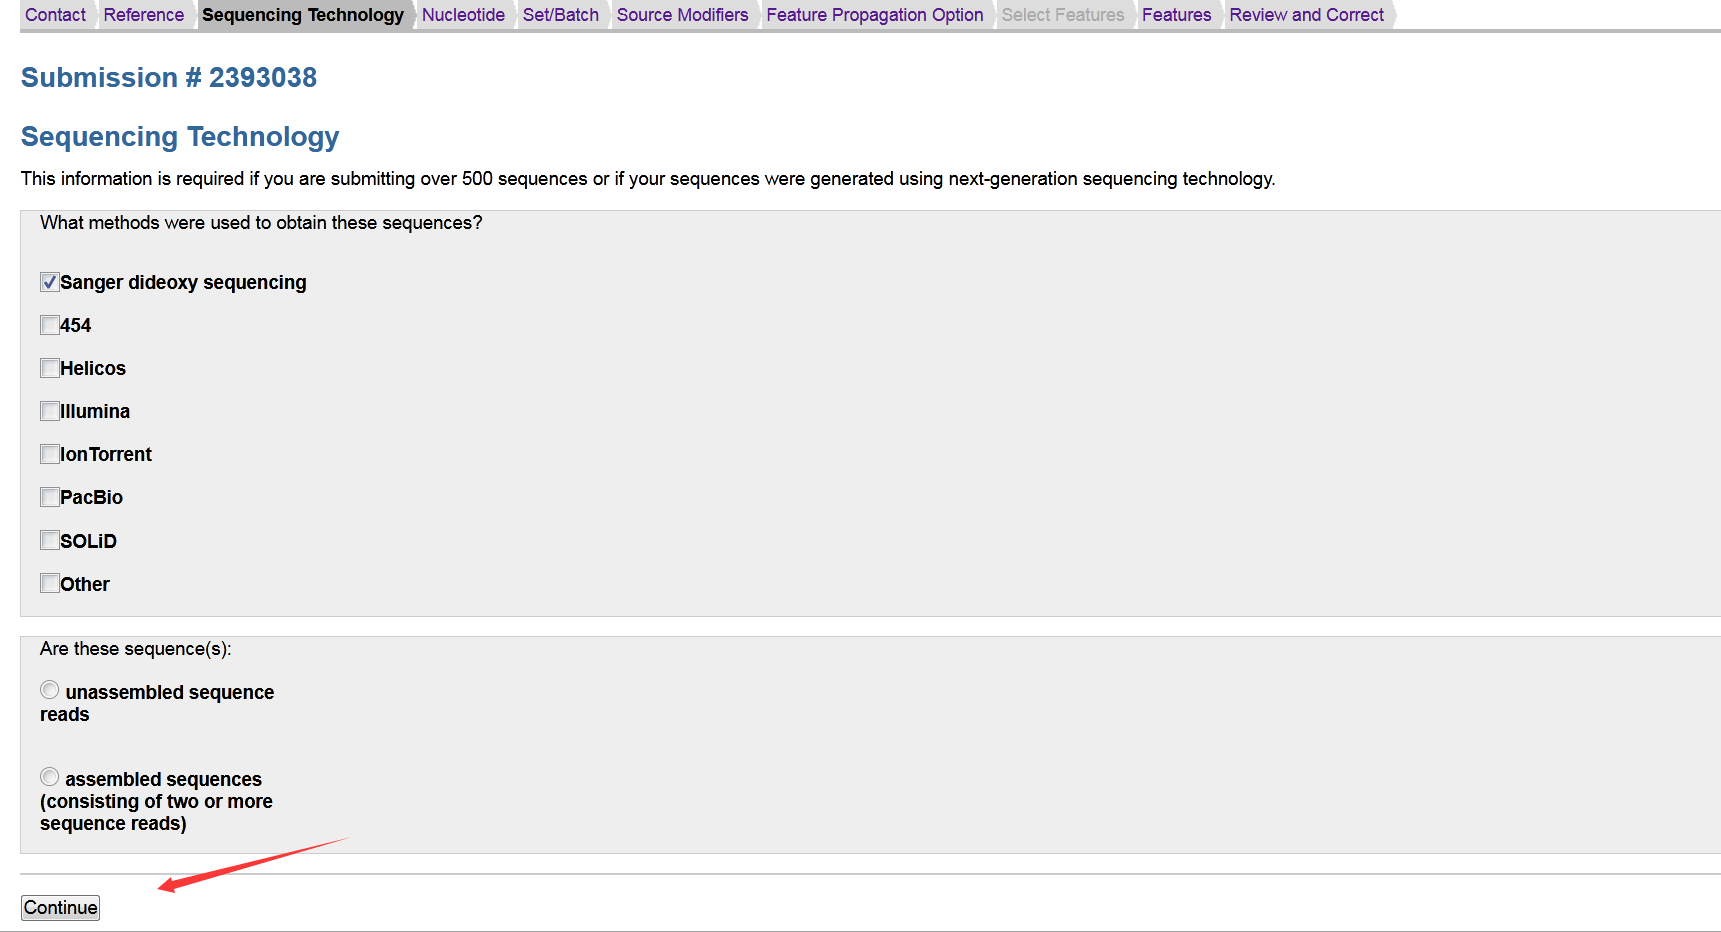 Contact Reference Sequencing Technology Nucleotide Set/Batch Source Modifiers Feature Propagation Option Select Features Features Review and Correct
Submission # 2393038
Sequencing Technology
This information is required if you are submitting over 500 sequences or if your sequences were generated using next-generation sequencing technology.
What methods were used to obtain these sequences?
Sanger dideoxy sequencing
454
Helicos
Illumina
IonTorrent
PacBio
SOLiD
Other
Are these sequence(s):
unassembled sequence
reads
assembled sequences
(consisting of two or more
sequence reads)
Continue